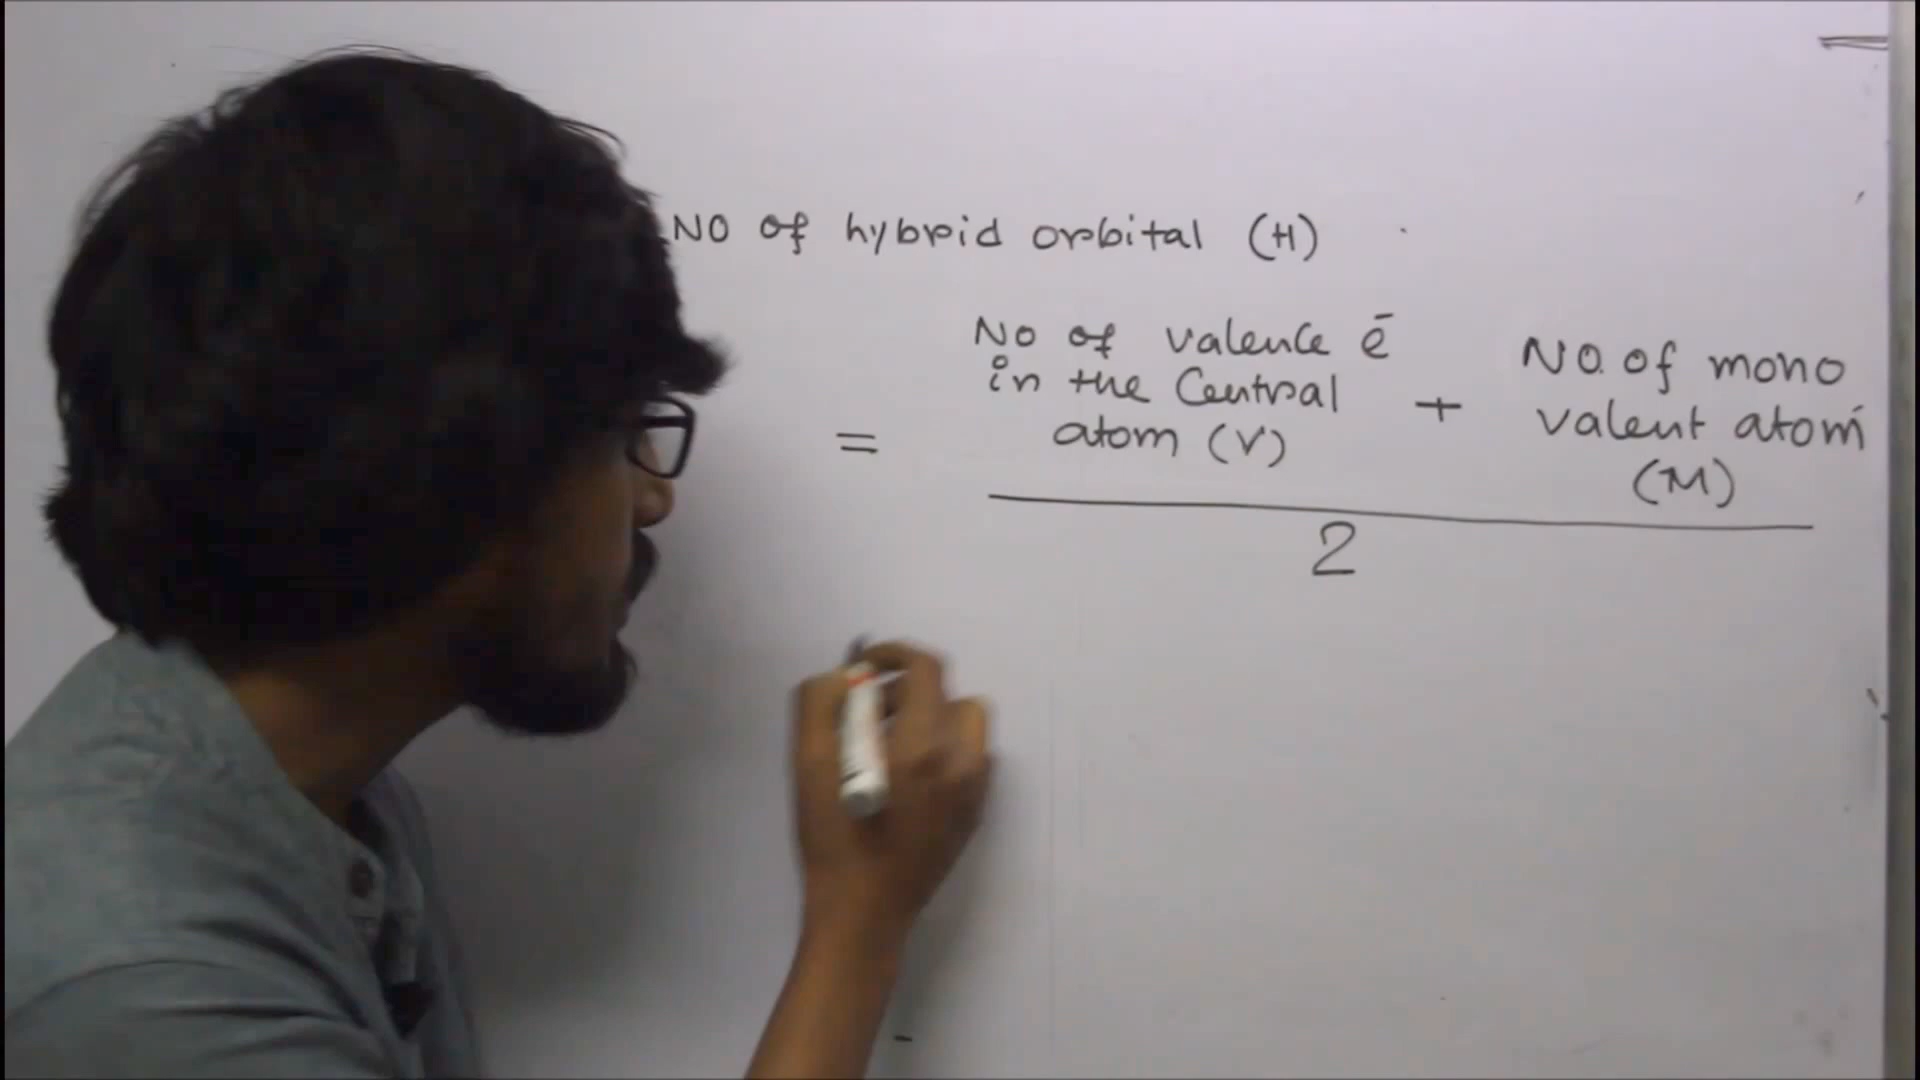 NO of hybrid orbital (H)
No of valence ē
in the Central
atom (V)
=
+
NO. of mono
valent atom
(M)
2